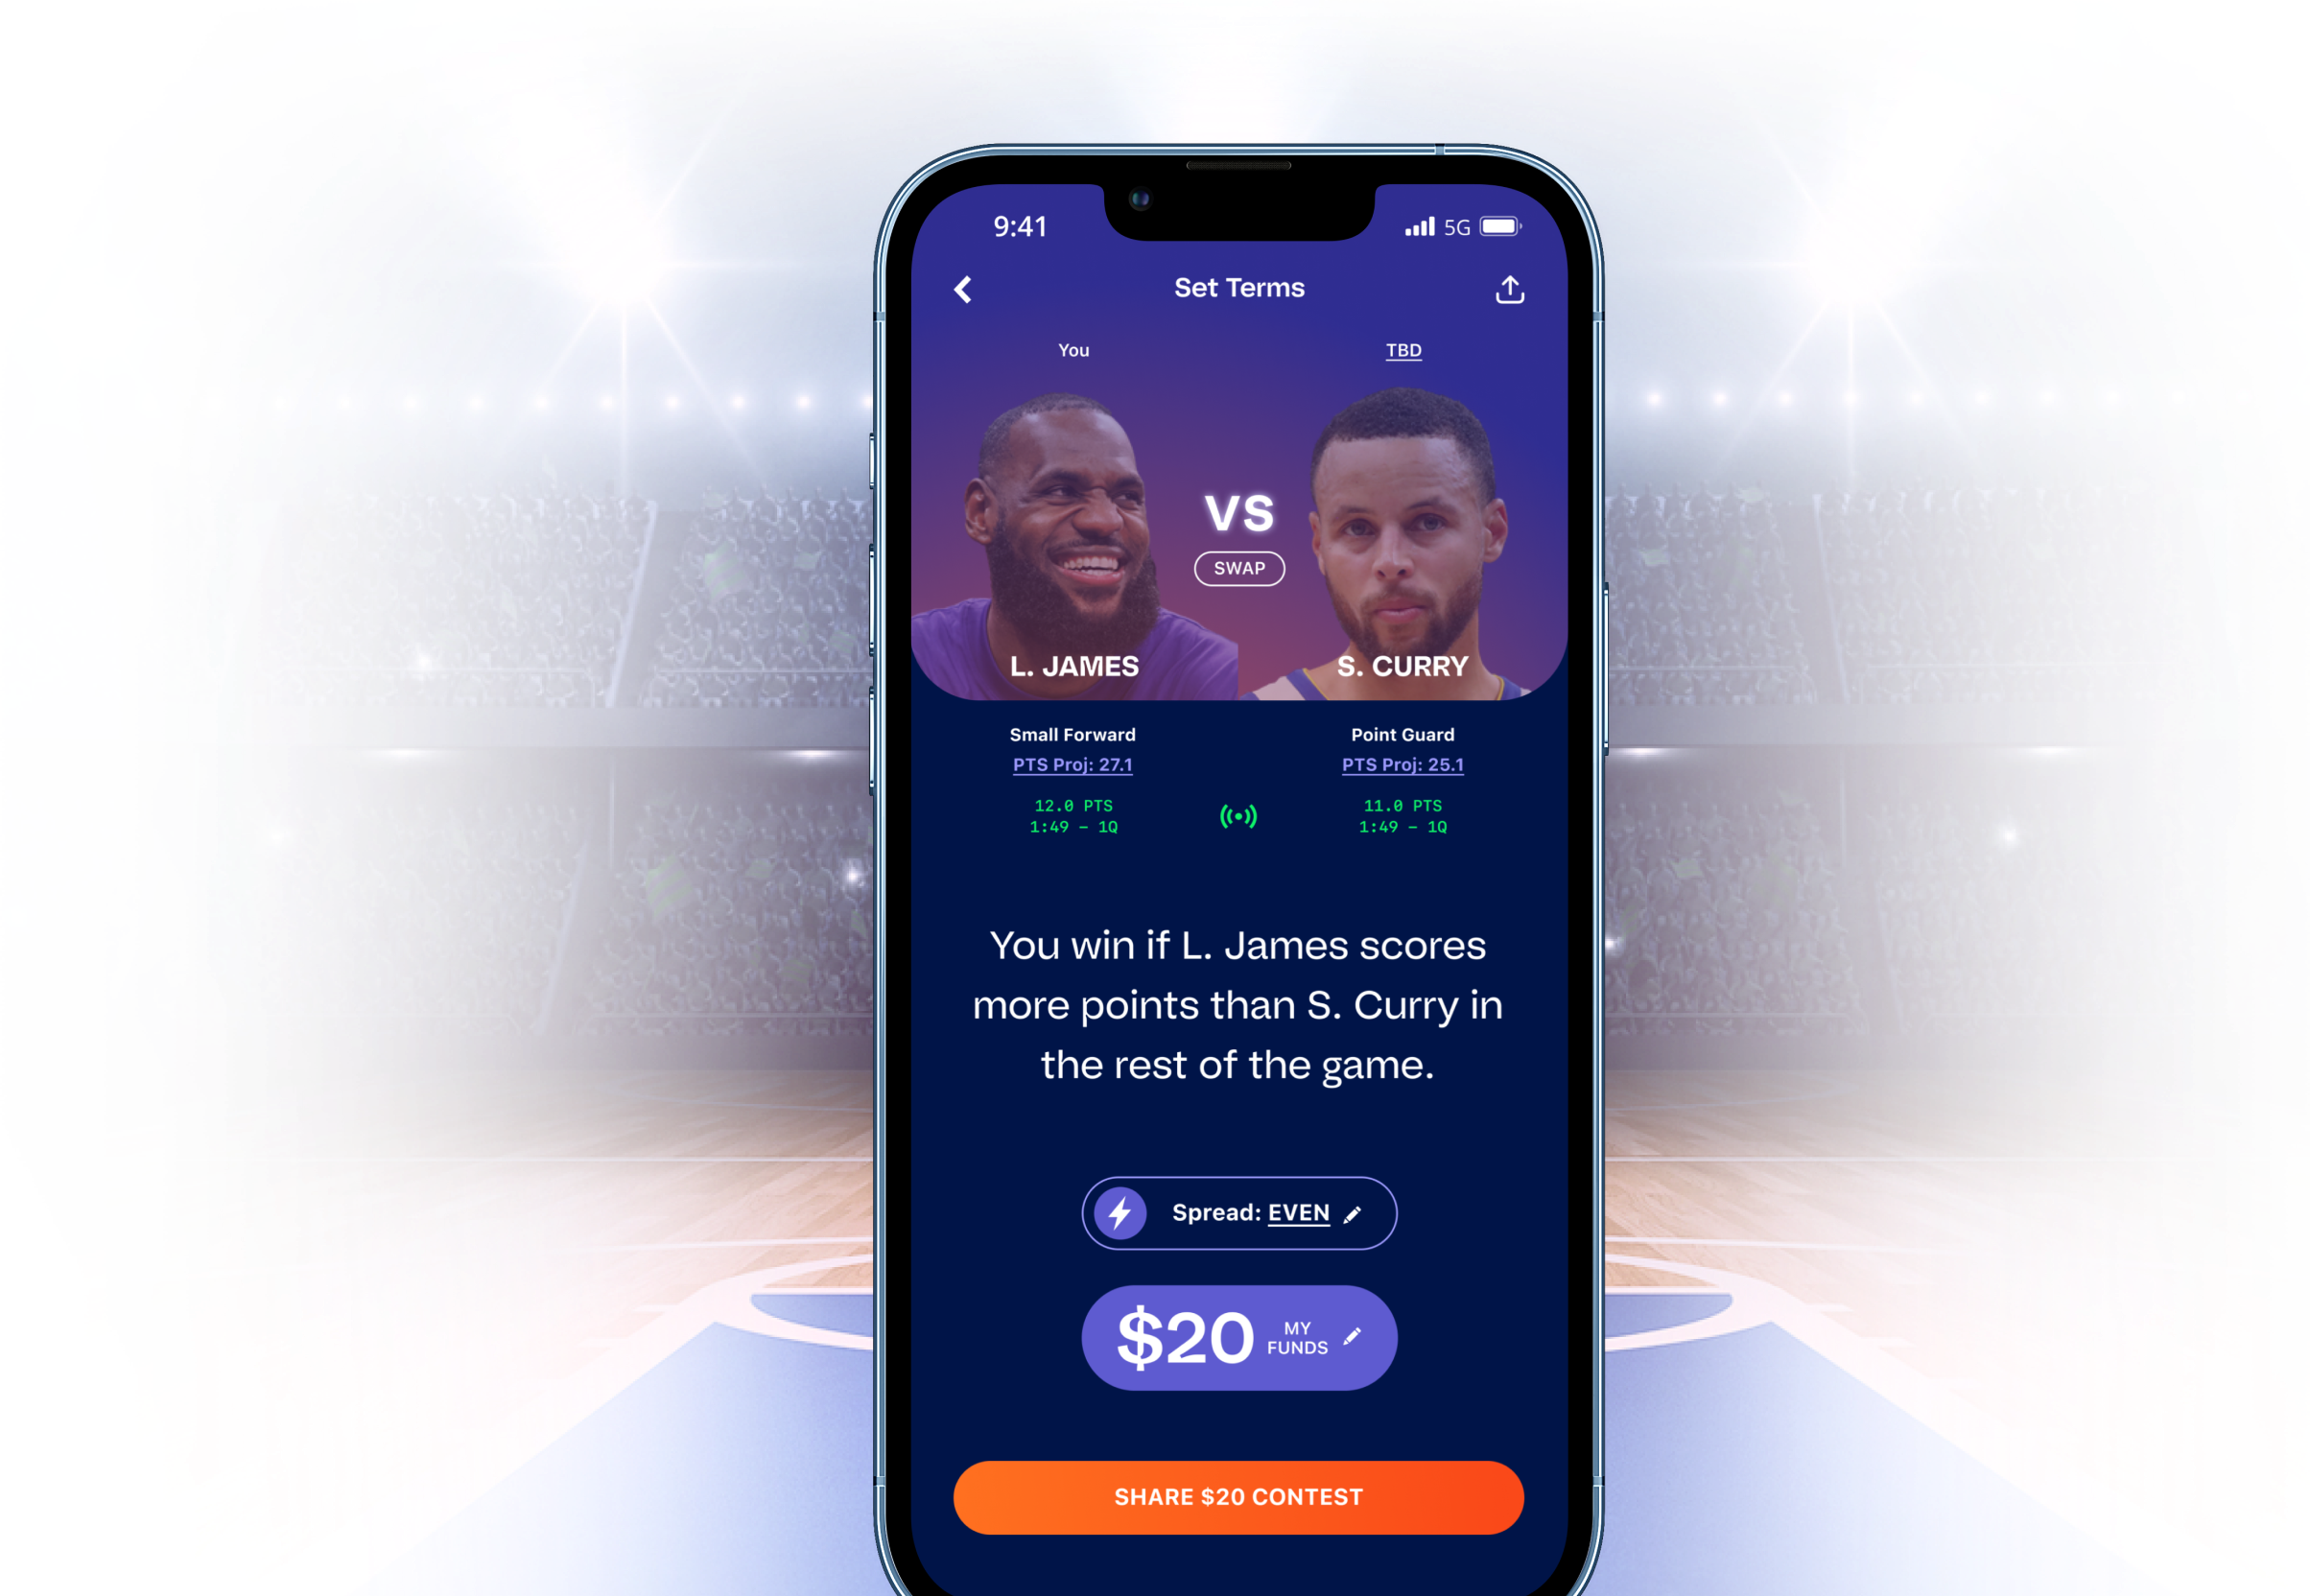 9:41
5G
Set Terms
You
TBD
VS
SWAP
L. JAMES
S. CURRY
Small Forward
Point Guard
PTS Proj: 27.1
PTS Proj: 25.1
12.0 PTS
11.0 PTS
1:49 – 1Q
1:49 – 1Q
You win if L. James scores
more points than S. Curry in
the rest of the game.
Spread: EVEN
$20 MY
FUNDS
SHARE $20 CONTEST